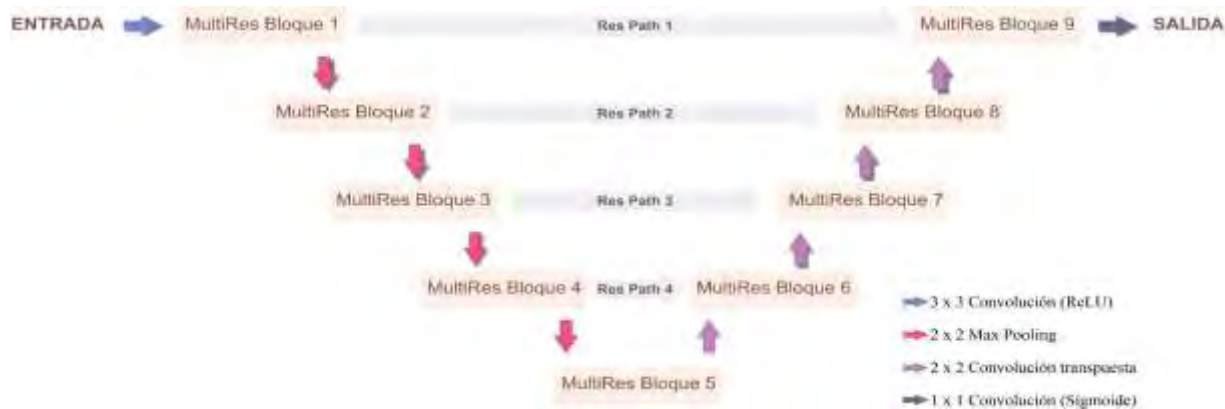 ENTRADA MultiRes Bloque 1 Res Path 1 MultiRes Bloque 9 SALIDA
MultiRes Bloque 2 Res Path 2 MultiRes Bloque 8
MultiRes Bloque 3 Res Path 3 MultiRes Bloque 7
MultiRes Bloque 4 Res Path 4 MultiRes Bloque 6
MultiRes Bloque 5
3 x 3 Convolución (ReLU)
2 x 2 Max Pooling
2 x 2 Convolución transpuesta
1 x 1 Convolución (Sigmoide)